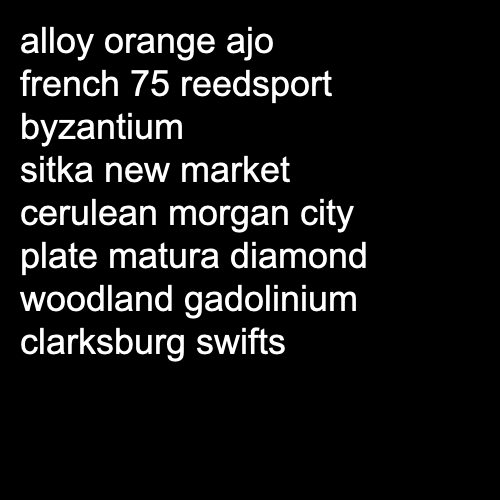 alloy orange ajo
french 75 reedsport
byzantium
sitka new market
cerulean morgan city
plate matura diamond
woodland gadolinium
clarksburg swifts